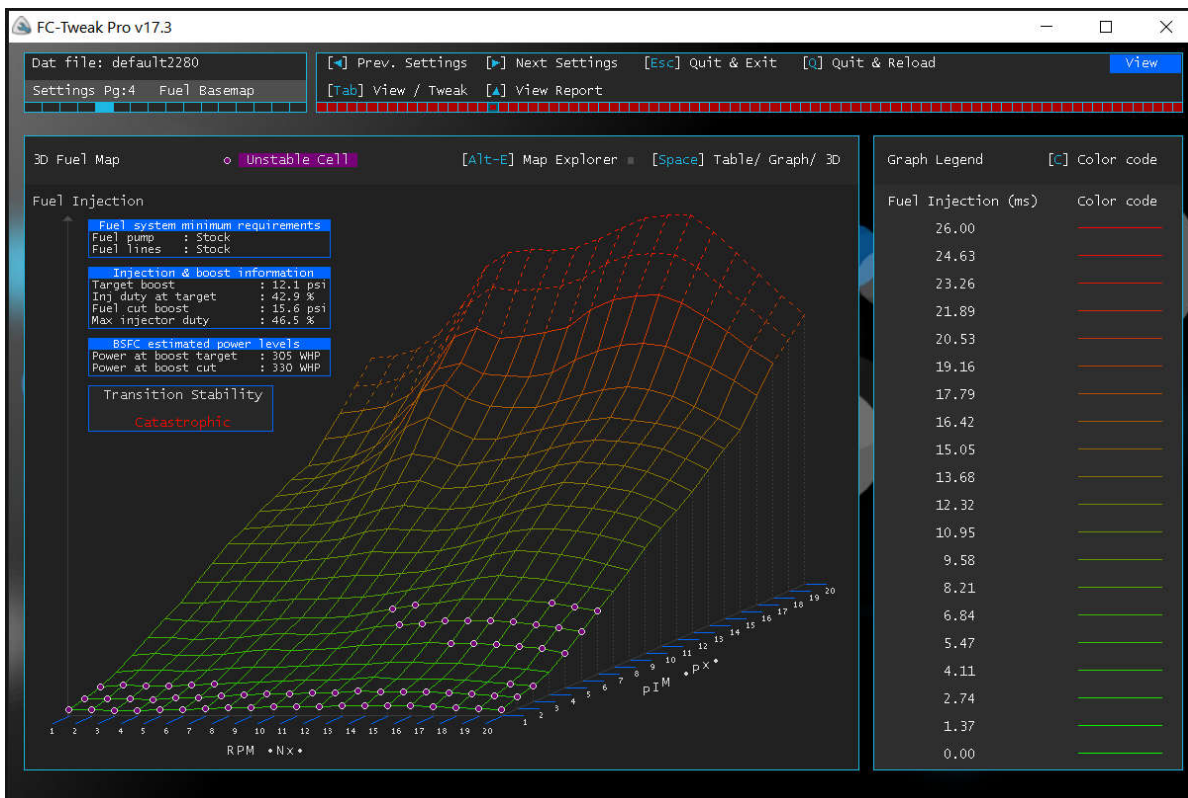 FC-Tweak Pro v17.3
Dat file: default2280
Settings Pg:4 Fuel Basemap
[◄] Prev. Settings [►] Next Settings [Esc] Quit & Exit [Q] Quit & Reload
View
[Tab] View / Tweak [▲] View Report
3D Fuel Map Unstable Cell [Alt-E] Map Explorer [Space] Table/ Graph/ 3D
Fuel Injection
Fuel system minimum requirements
Fuel pump : Stock
Fuel lines : Stock
Injection & boost information
Target boost : 12.1 psi
Inj duty at target : 42.9 %
Fuel cut boost : 15.6 psi
Max injector duty : 46.5 %
BSFC estimated power levels
Power at boost target : 305 WHP
Power at boost cut : 330 WHP
Transition Stability
Catastrophic
1 2 3 4 5 6 7 8 9 10 11 12 13 14 15 16 17 18 19 20
RPM •Nx•
1 2 3 4 5 6 7 8 9 10 11 12 13 14 15 16 17 18 19 20
pIM •px•
Graph Legend [C] Color code
Fuel Injection (ms) Color code
26.00
24.63
23.26
21.89
20.53
19.16
17.79
16.42
15.05
13.68
12.32
10.95
9.58
8.21
6.84
5.47
4.11
2.74
1.37
0.00